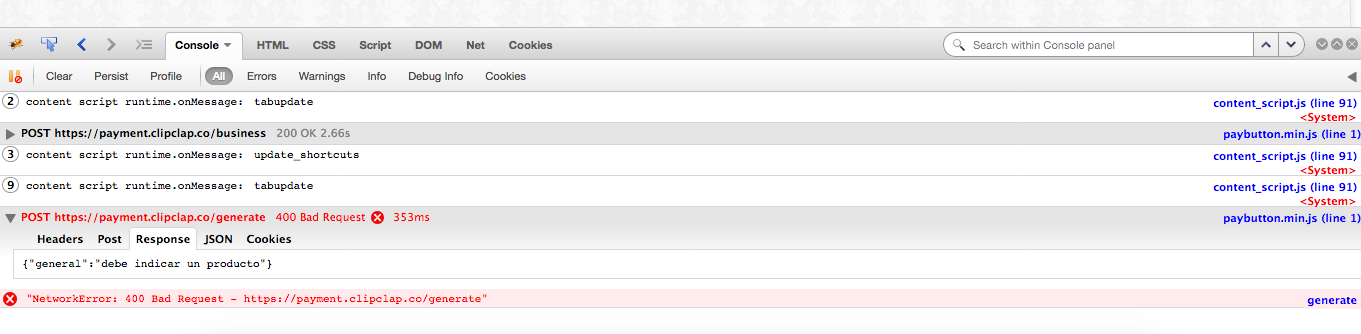 Console HTML CSS Script DOM Net Cookies Search within Console panel
Clear Persist Profile All Errors Warnings Info Debug Info Cookies
2 content script runtime.onMessage: tabupdate content_script.js (line 91)
<System>
POST https://payment.clipclap.co/business 200 OK 2.66s paybutton.min.js (line 1)
3 content script runtime.onMessage: update_shortcuts content_script.js (line 91)
<System>
9 content script runtime.onMessage: tabupdate content_script.js (line 91)
<System>
POST https://payment.clipclap.co/generate 400 Bad Request 353ms paybutton.min.js (line 1)
Headers Post Response JSON Cookies
{"general":"debe indicar un producto"}
"NetworkError: 400 Bad Request - https://payment.clipclap.co/generate" generate